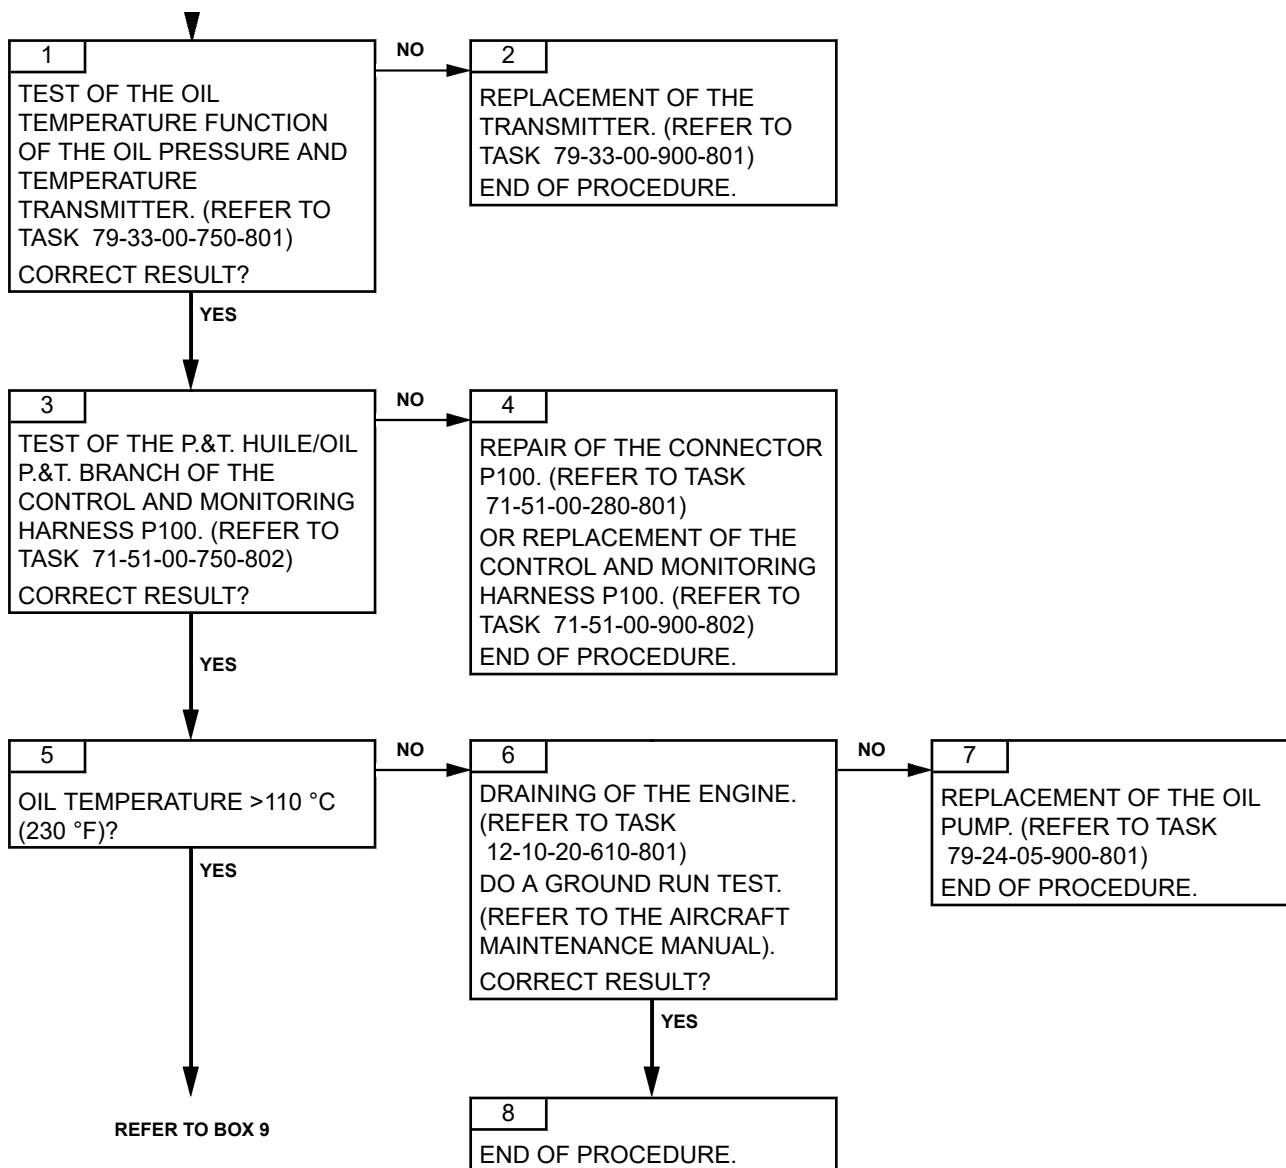 1
TEST OF THE OIL
TEMPERATURE FUNCTION
OF THE OIL PRESSURE AND
TEMPERATURE
TRANSMITTER. (REFER TO
TASK 79-33-00-750-801)
CORRECT RESULT?
NO
2
REPLACEMENT OF THE
TRANSMITTER. (REFER TO
TASK 79-33-00-900-801)
END OF PROCEDURE.
YES
3
TEST OF THE P.&T. HUILE/OIL
P.&T. BRANCH OF THE
CONTROL AND MONITORING
HARNESS P100. (REFER TO
TASK 71-51-00-750-802)
CORRECT RESULT?
NO
4
REPAIR OF THE CONNECTOR
P100. (REFER TO TASK
71-51-00-280-801)
OR REPLACEMENT OF THE
CONTROL AND MONITORING
HARNESS P100. (REFER TO
TASK 71-51-00-900-802)
END OF PROCEDURE.
YES
5
OIL TEMPERATURE >110 °C
(230 °F)?
NO
6
DRAINING OF THE ENGINE.
(REFER TO TASK
12-10-20-610-801)
DO A GROUND RUN TEST.
(REFER TO THE AIRCRAFT
MAINTENANCE MANUAL).
CORRECT RESULT?
NO
7
REPLACEMENT OF THE OIL
PUMP. (REFER TO TASK
79-24-05-900-801)
END OF PROCEDURE.
YES
YES
REFER TO BOX 9
8
END OF PROCEDURE.